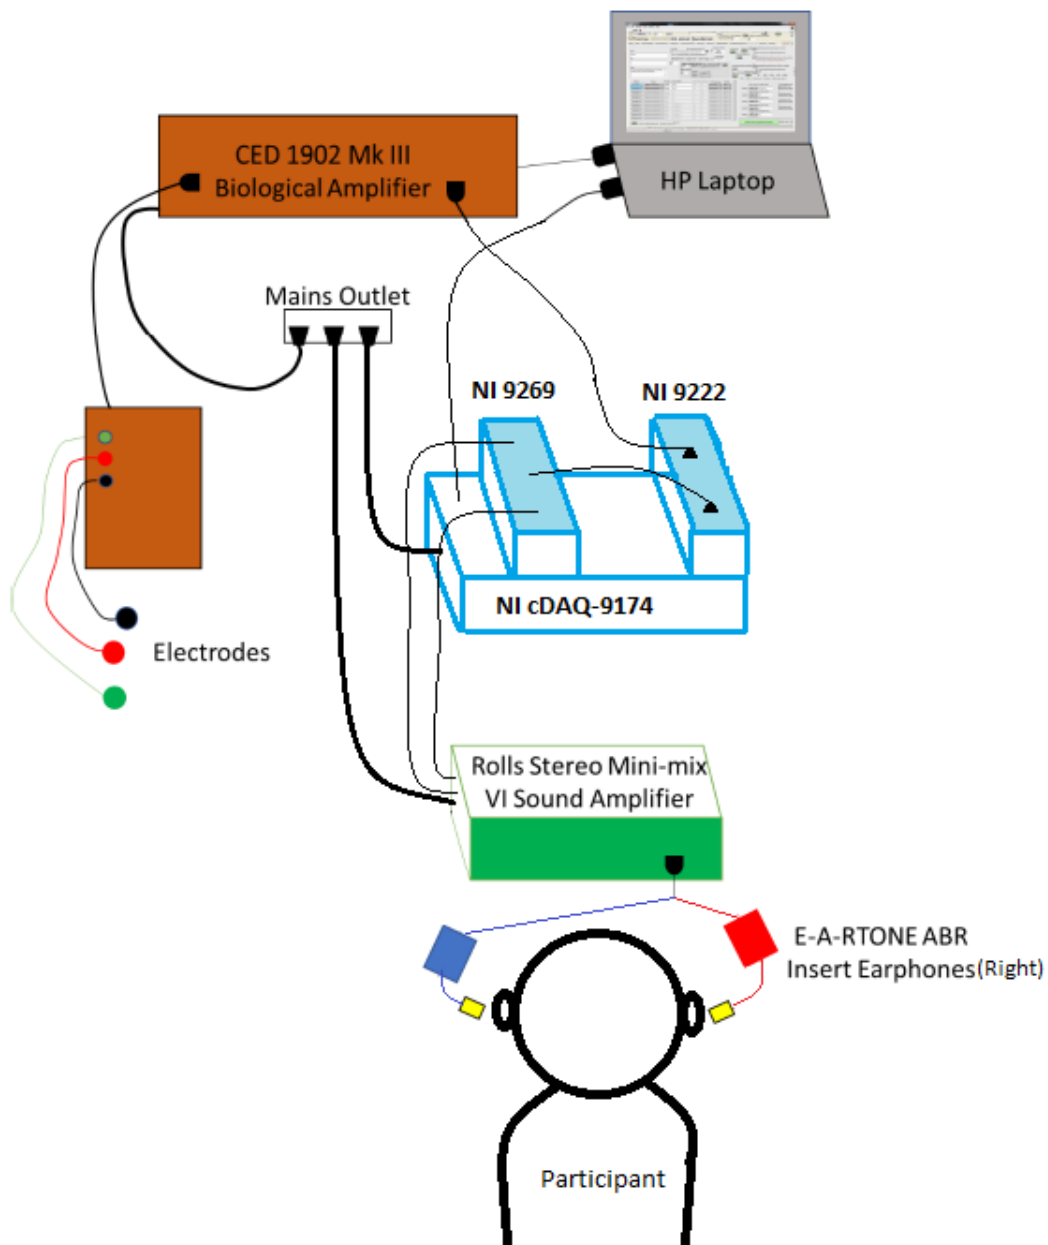 CED 1902 Mk III
Biological Amplifier
HP Laptop
Mains Outlet
NI 9269
NI 9222
NI cDAQ-9174
Electrodes
Rolls Stereo Mini-mix
VI Sound Amplifier
E-A-RTONE ABR
Insert Earphones(Right)
Participant